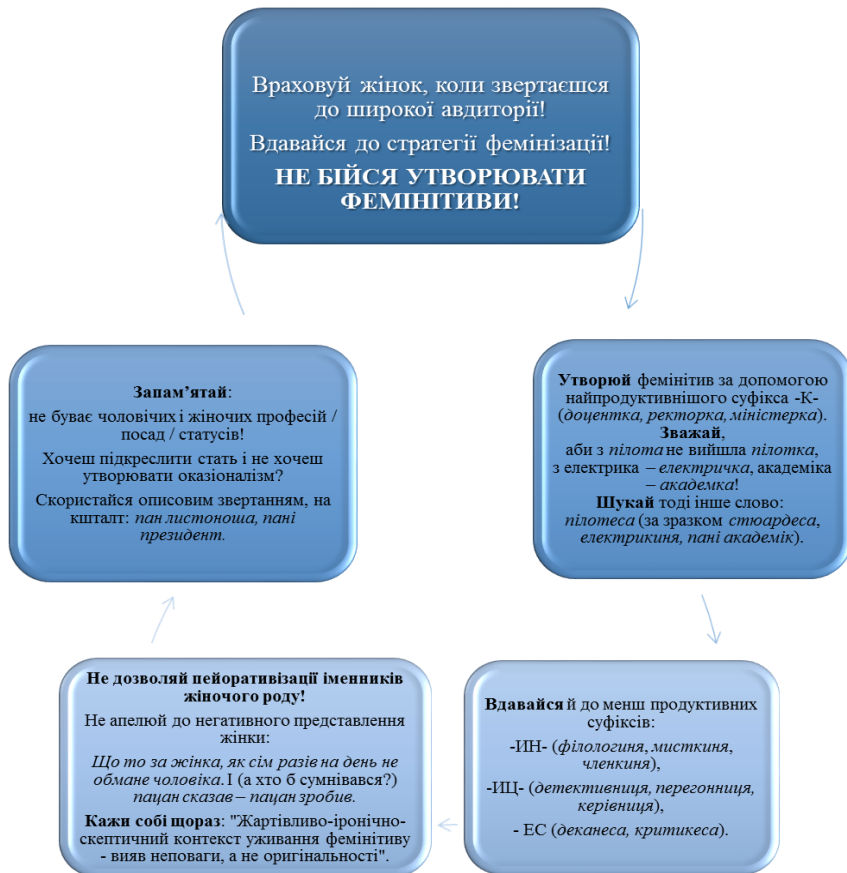 Враховуй жінок, коли звертаєшся
до широкої авдиторії!
Вдавайся до стратегії фемінізації!
НЕ БІЙСЯ УТВОРЮВАТИ
ФЕМІНІТИВИ!
Утворюй фемінітив за допомогою
найпродуктивнішого суфікса -К-
(доцентка, ректорка, міністерка).
Зважай,
аби з пілота не вийшла пілотка,
з електрика – електричка, академіка
– академка!
Шукай тоді інше слово:
пілотеса (за зразком стюардеса,
електрикиня, пані академік).
Вдавайся й до менш продуктивних
суфіксів:
-ИН- (філологиня, мисткиня,
членкиня),
-ИЦ- (детективниця, перегонниця,
керівниця),
- ЕС (деканеса, критикеса).
Не дозволяй пейоративізації іменників
жіночого роду!
Не апелюй до негативного представлення
жінки:
Що то за жінка, як сім разів на день не
обмане чоловіка. І (а хто б сумнівався?)
пацан сказав – пацан зробив.
Кажи собі щораз: "Жартівливо-іронічно-
скептичний контекст уживання фемінітиву
- вияв неповаги, а не оригінальності".
Запам’ятай:
не буває чоловічих і жіночих професій /
посад / статусів!
Хочеш підкреслити стать і не хочеш
утворювати оказіоналізм?
Скористайся описовим звертанням, на
кшталт: пан листоноша, пані
президент.